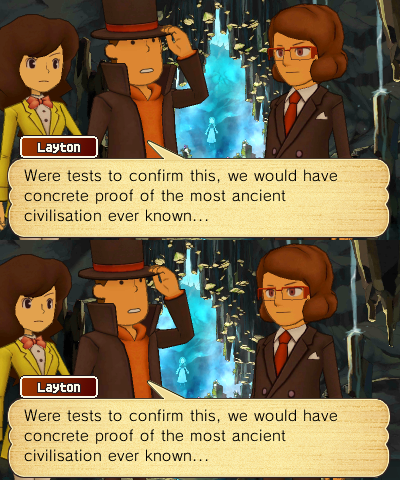 Layton
Were tests to confirm this, we would have
concrete proof of the most ancient
civilisation ever known...
Layton
Were tests to confirm this, we would have
concrete proof of the most ancient
civilisation ever known...